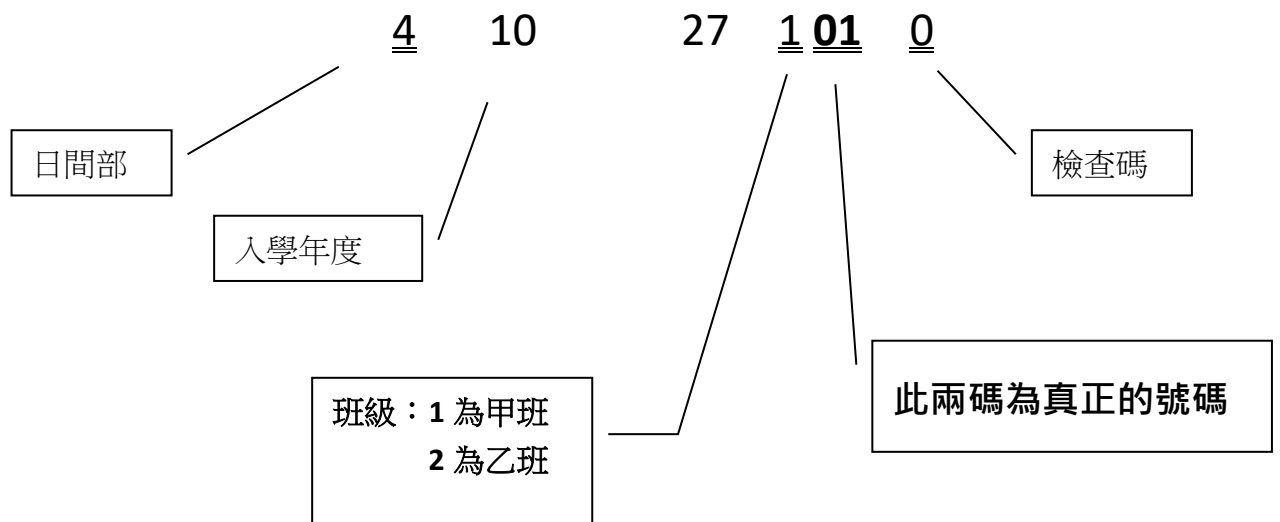 4 10 27 1 01 0
日間部
檢查碼
入學年度
班級：1 為甲班
2 為乙班
此兩碼為真正的號碼